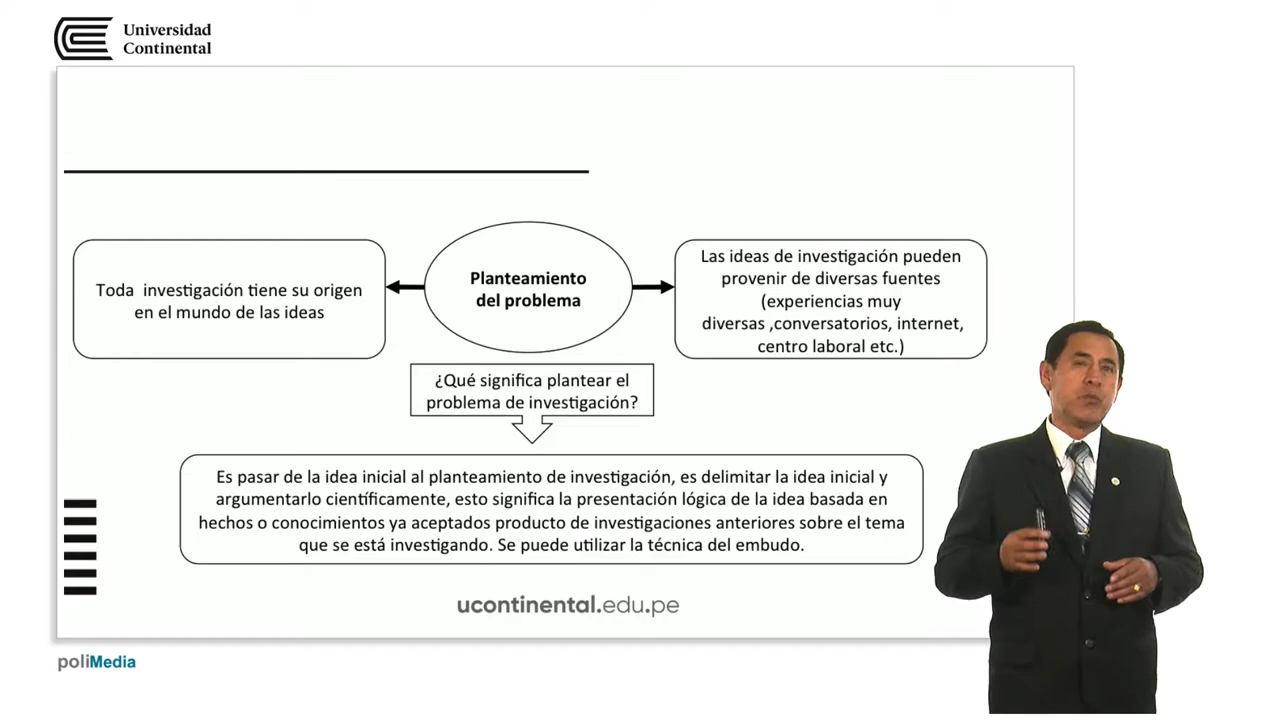 Universidad
Continental
Toda investigación tiene su origen
en el mundo de las ideas
Planteamiento
del problema
Las ideas de investigación pueden
provenir de diversas fuentes
(experiencias muy
diversas ,conversatorios, internet,
centro laboral etc.)
¿Qué significa plantear el
problema de investigación?
Es pasar de la idea inicial al planteamiento de investigación, es delimitar la idea inicial y
argumentarlo científicamente, esto significa la presentación lógica de la idea basada en
hechos o conocimientos ya aceptados producto de investigaciones anteriores sobre el tema
que se está investigando. Se puede utilizar la técnica del embudo.
ucontinental.edu.pe
poliMedia